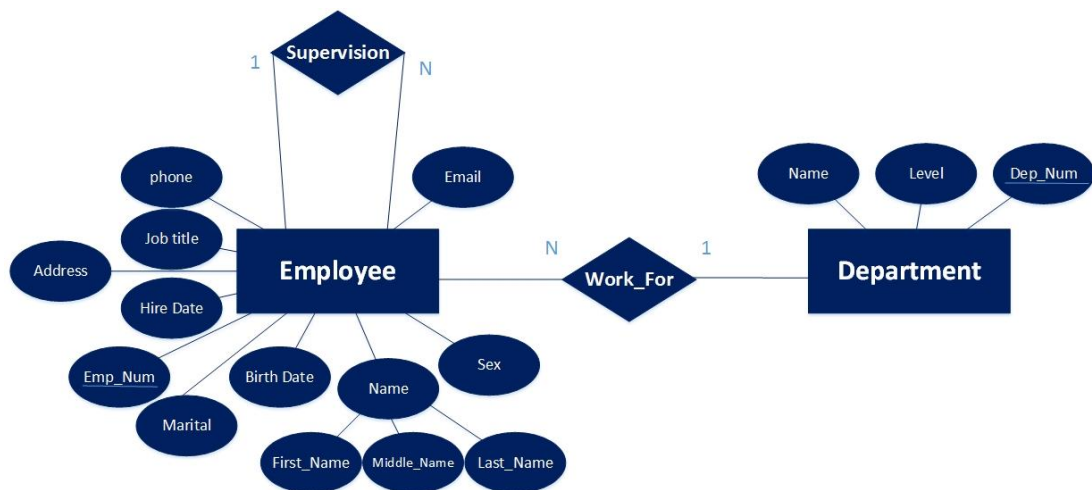 Supervision
1
N
phone
Email
Name
Level
Dep_Num
Job title
N
1
Address
Employee
Work_For
Department
Hire Date
Emp_Num
Birth Date
Name
Sex
Marital
First_Name
Middle_Name
Last_Name